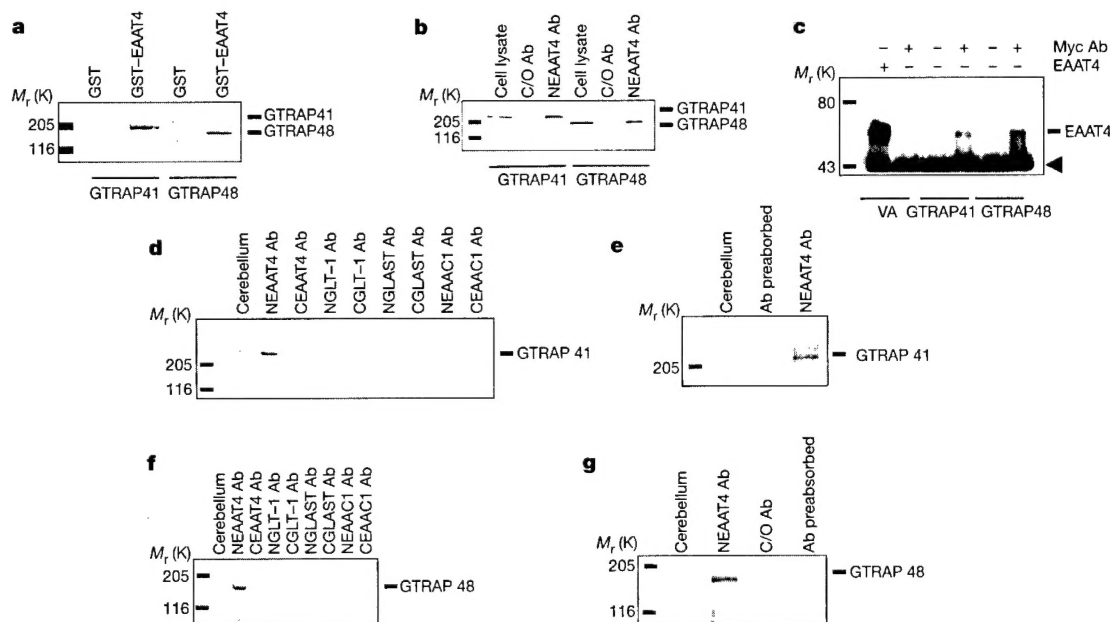 a
GST
GST–EAAT4
GST
GST–EAAT4
Mr (K)
205
116
GTRAP41
GTRAP48
GTRAP41
GTRAP48
b
Cell lysate
C/O Ab
NEAAT4 Ab
Cell lysate
C/O Ab
NEAAT4 Ab
Mr (K)
205
116
GTRAP41
GTRAP48
GTRAP41
GTRAP48
c
– + – + – + Myc Ab
+ – – – – – EAAT4
Mr (K)
80
43
EAAT4
VA GTRAP41 GTRAP48
d
Cerebellum
NEAAT4 Ab
CEAAT4 Ab
NGLT–1 Ab
CGLT–1 Ab
NGLAST Ab
CGLAST Ab
NEAAC1 Ab
CEAAC1 Ab
Mr (K)
205
116
GTRAP 41
e
Cerebellum
Ab preaborbed
NEAAT4 Ab
Mr (K)
205
GTRAP 41
f
Cerebellum
NEAAT4 Ab
CEAAT4 Ab
NGLT–1 Ab
CGLT–1 Ab
NGLAST Ab
CGLAST Ab
NEAAC1 Ab
CEAAC1 Ab
Mr (K)
205
116
GTRAP 48
g
Cerebellum
NEAAT4 Ab
C/O Ab
Ab preabsorbed
Mr (K)
205
116
GTRAP 48